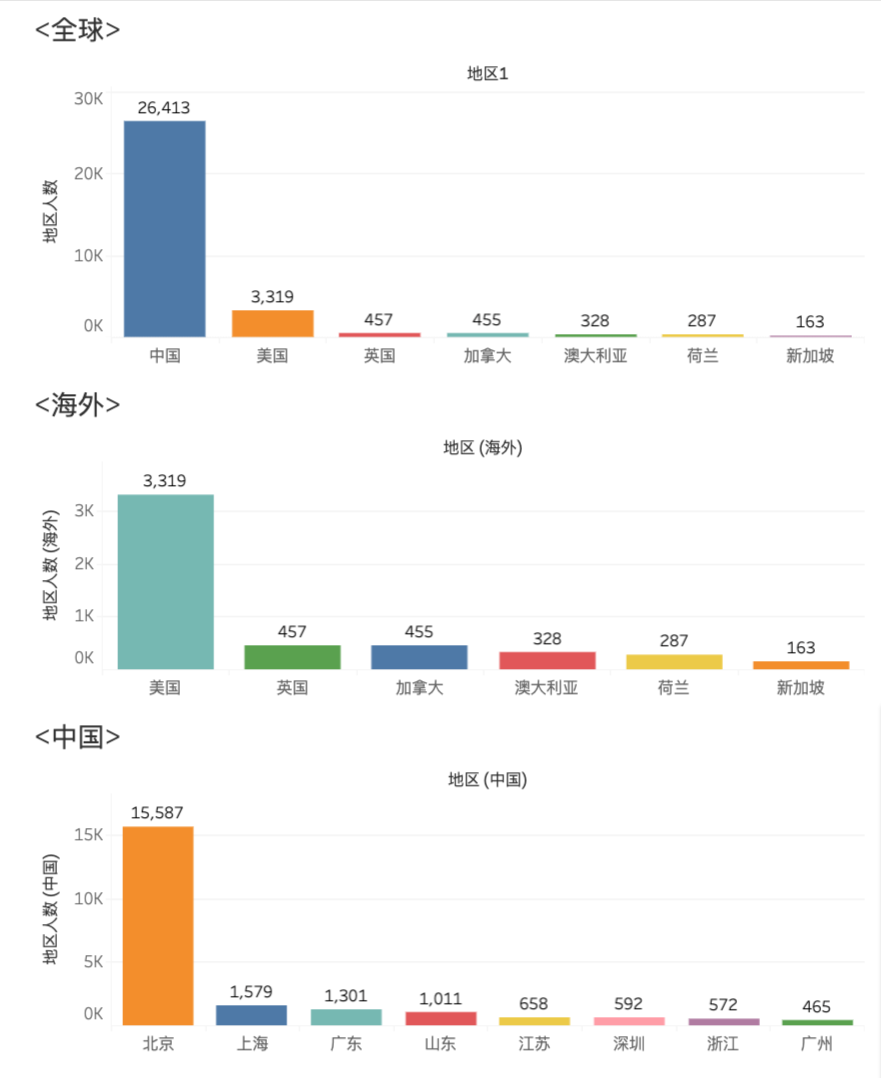 <全球>
地区1
地区人数
30K
20K
10K
0K
26,413
3,319
457
455
328
287
163
中国
美国
英国
加拿大
澳大利亚
荷兰
新加坡
<海外>
地区 (海外)
地区人数 (海外)
3K
2K
1K
0K
3,319
457
455
328
287
163
美国
英国
加拿大
澳大利亚
荷兰
新加坡
<中国>
地区 (中国)
地区人数 (中国)
15K
10K
5K
0K
15,587
1,579
1,301
1,011
658
592
572
465
北京
上海
广东
山东
江苏
深圳
浙江
广州